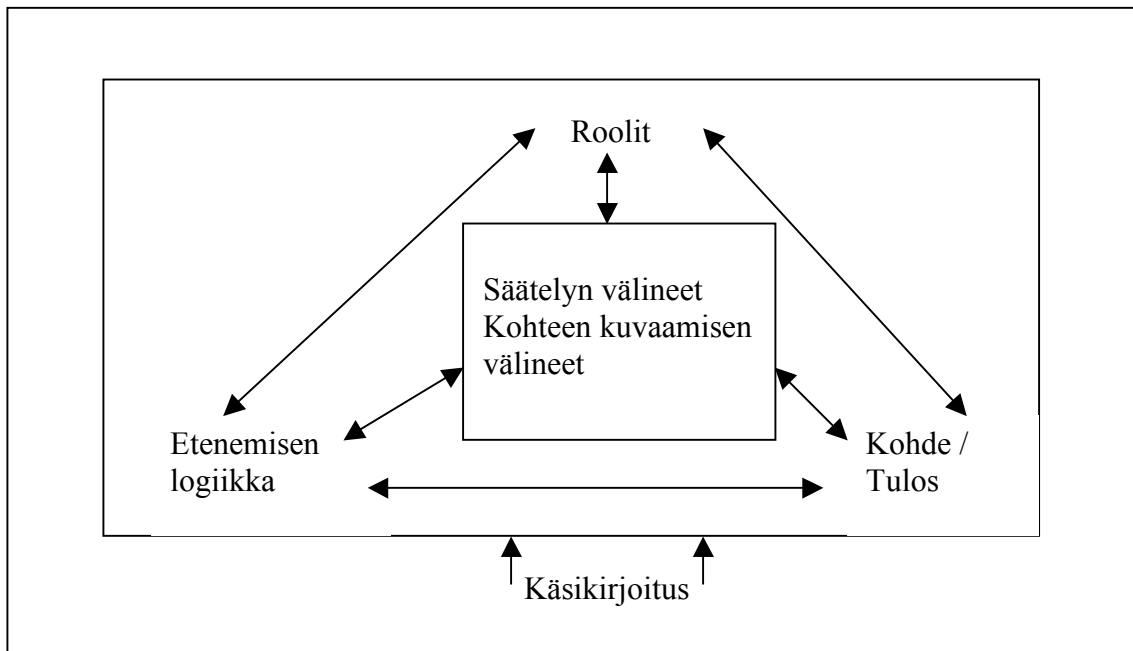 Roolit
Säätelyn välineet
Kohteen kuvaamisen
välineet
Etenemisen
logiikka
Kohde /
Tulos
Käsikirjoitus